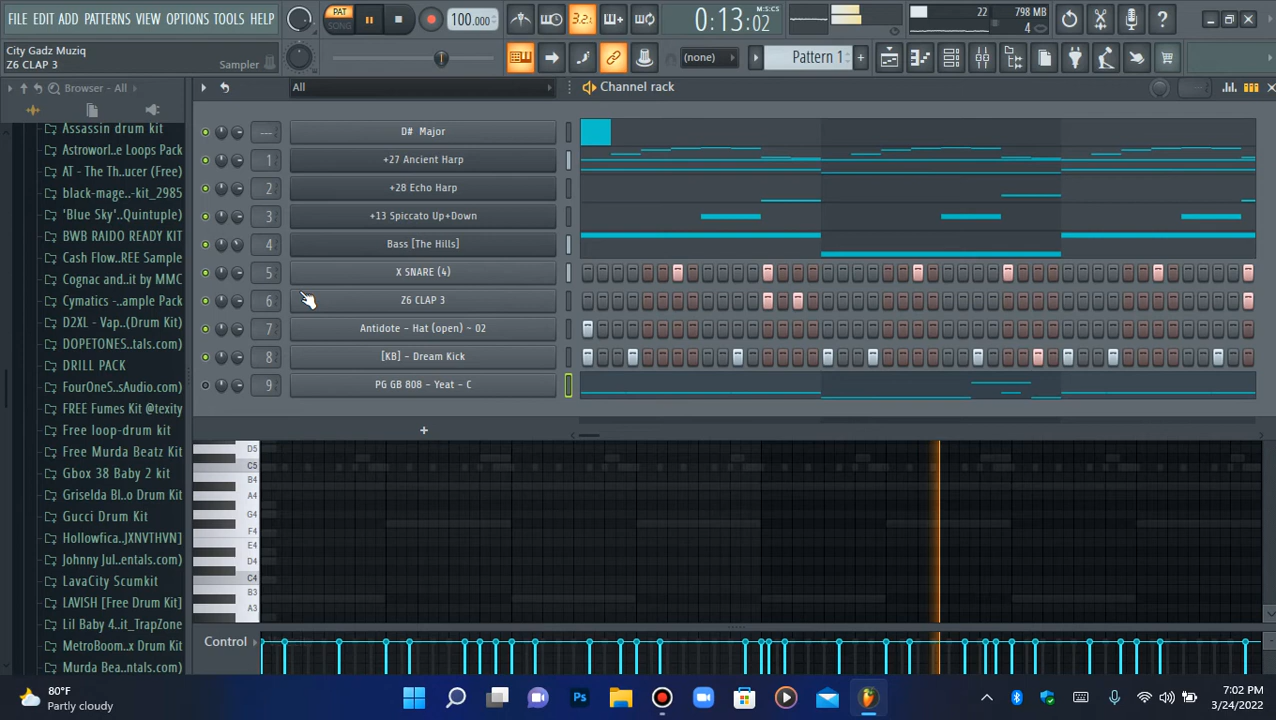 FILE EDIT ADD PATTERNS VIEW OPTIONS TOOLS HELP
PAT
SONG
100.000
3.2.
0:13:02
M:S:CS
22
798 MB
4
City Gadz Muziq
Z6 CLAP 3
Sampler
(none)
Pattern 1
Browser - All
All
Channel rack
Assassin drum kit
Astroworl..e Loops Pack
AT - The Th..ucer (Free)
black-mage..-kit_2985
'Blue Sky'..Quintuple)
BWB RAIDO READY KIT
Cash Flow..REE Sample
Cognac and..it by MMC
Cymatics -..ample Pack
D2XL - Vap..(Drum Kit)
DOPETONES..tals.com)
DRILL PACK
FourOneS..sAudio.com)
FREE Fumes Kit @texity
Free loop-drum kit
Free Murda Beatz Kit
Gbox 38 Baby 2 kit
Griselda Bl..o Drum Kit
Gucci Drum Kit
Hollowfica..JXNVTHVN]
Johnny Jul..entals.com)
LavaCity Scumkit
LAVISH [Free Drum Kit]
Lil Baby 4..it_TrapZone
MetroBoom..m Drum Kit
Murda Bea..ntals.com)
--- D# Major
1 +27 Ancient Harp
2 +28 Echo Harp
3 +13 Spiccato Up+Down
4 Bass [The Hills]
5 X SNARE (4)
6 Z6 CLAP 3
7 Antidote - Hat (open) ~ 02
8 [KB] - Dream Kick
9 PG GB 808 - Yeat - C
+
D5
C5
B4
A4
G4
F4
E4
D4
C4
B3
A3
Control
80°F
Partly cloudy
Ps
7:02 PM
3/24/2022